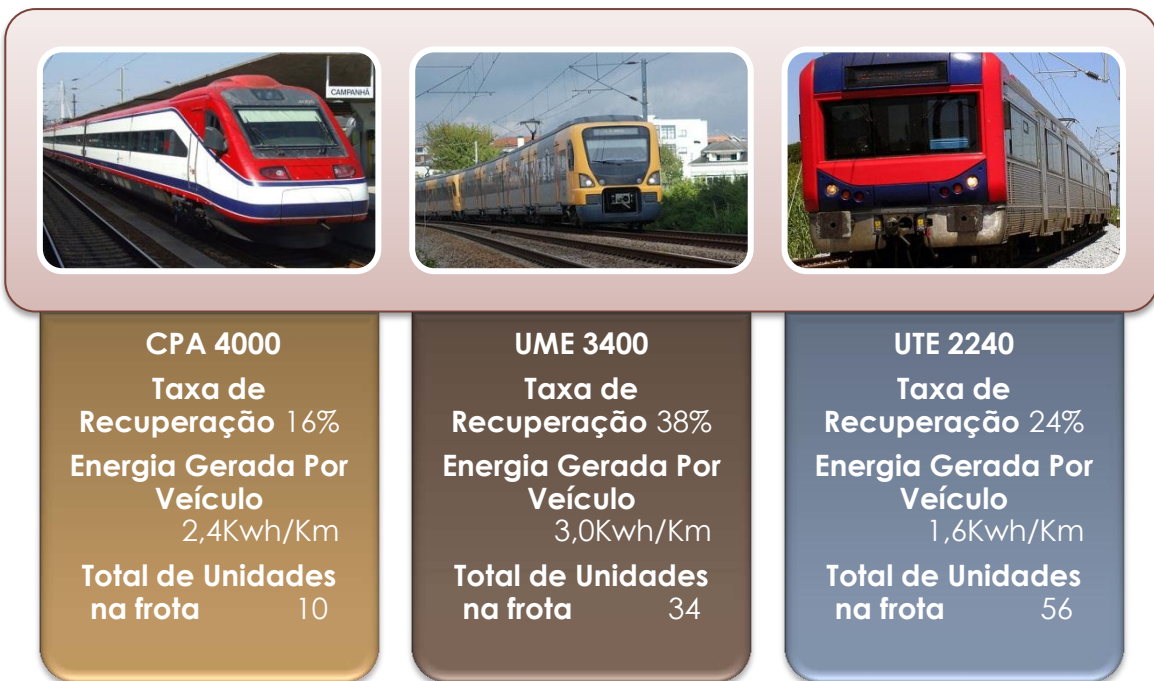 CAMPANHÃ
CPA 4000
Taxa de
Recuperação 16%
Energia Gerada Por
Veículo
2,4Kwh/Km
Total de Unidades
na frota 10
UME 3400
Taxa de
Recuperação 38%
Energia Gerada Por
Veículo
3,0Kwh/Km
Total de Unidades
na frota 34
UTE 2240
Taxa de
Recuperação 24%
Energia Gerada Por
Veículo
1,6Kwh/Km
Total de Unidades
na frota 56